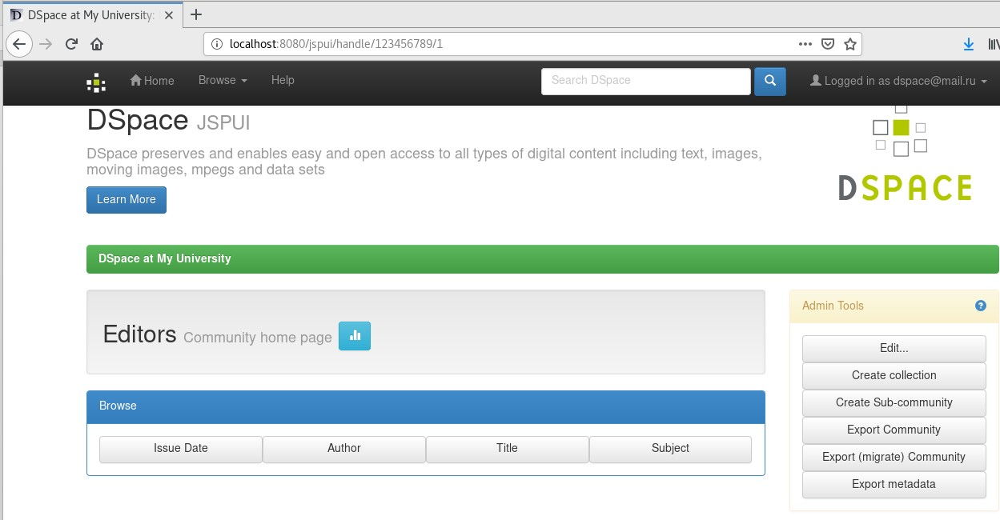 DSpace at My University:
localhost:8080/jspui/handle/123456789/1
Home Browse Help Search DSpace Logged in as dspace@mail.ru
DSpace JSPUI
DSpace preserves and enables easy and open access to all types of digital content including text, images,
moving images, mpegs and data sets
Learn More
DSPACE
DSpace at My University
Editors Community home page
Browse
Issue Date Author Title Subject
Admin Tools
Edit...
Create collection
Create Sub-community
Export Community
Export (migrate) Community
Export metadata